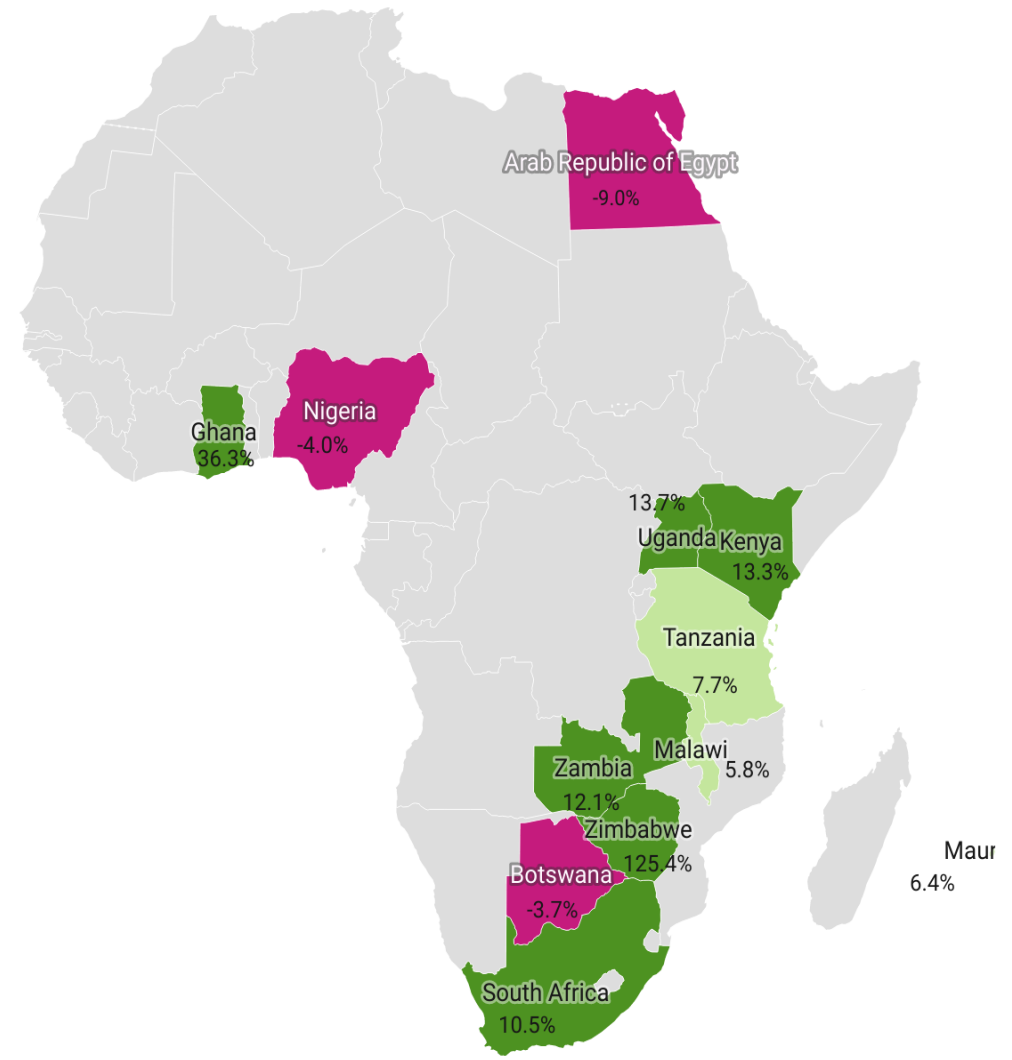 Arab Republic of Egypt
-9.0%
Nigeria
-4.0%
Ghana
36.3%
13.7%
Uganda
Kenya
13.3%
Tanzania
7.7%
Malawi
5.8%
Zambia
12.1%
Zimbabwe
125.4%
Maur
6.4%
Botswana
-3.7%
South Africa
10.5%